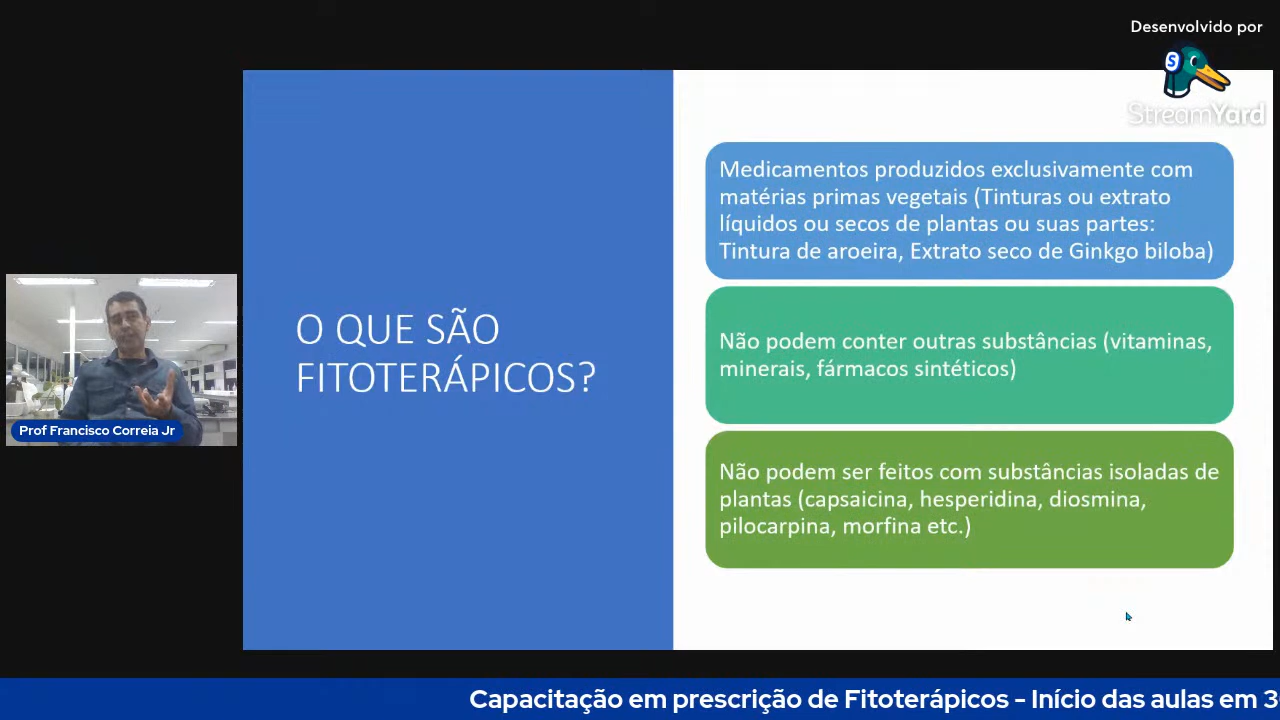 Desenvolvido por
S
StreamYard
O QUE SÃO
FITOTERÁPICOS?
Medicamentos produzidos exclusivamente com
matérias primas vegetais (Tinturas ou extrato
líquidos ou secos de plantas ou suas partes:
Tintura de aroeira, Extrato seco de Ginkgo biloba)
Não podem conter outras substâncias (vitaminas,
minerais, fármacos sintéticos)
Não podem ser feitos com substâncias isoladas de
plantas (capsaicina, hesperidina, diosmina,
pilocarpina, morfina etc.)
Prof Francisco Correia Jr
Capacitação em prescrição de Fitoterápicos - Início das aulas em 3